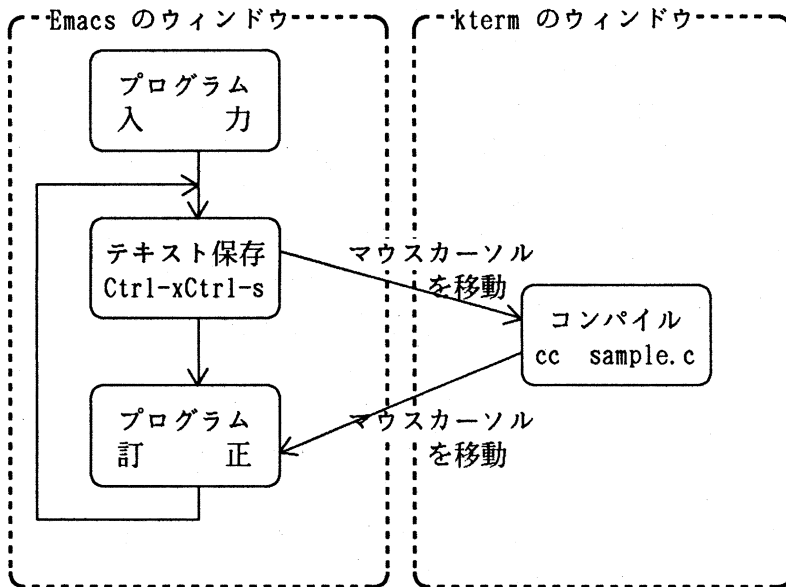 Emacs のウィンドウ
kterm のウィンドウ
プログラム
入 力
テキスト保存
Ctrl-xCtrl-s
マウスカーソル
を移動
コンパイル
cc sample.c
プログラム
訂 正
マウスカーソル
を移動